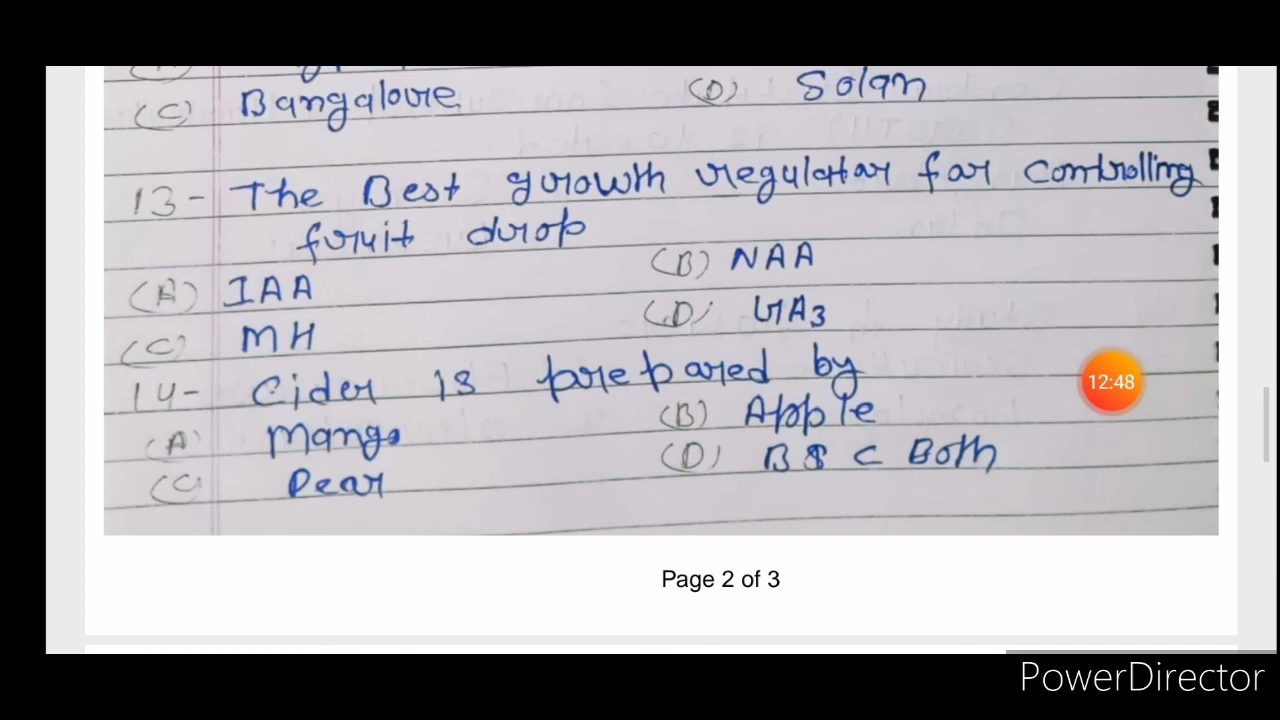 (C) Bangalore (D) Solan
13- The Best growth regulator for Controlling
fruit drop
(A) IAA (B) NAA
(C) MH (D) GA3
12:48
14- Cider is prepared by
(A) Mango (B) Apple
(C) Pear (D) B & C Both
Page 2 of 3
PowerDirector